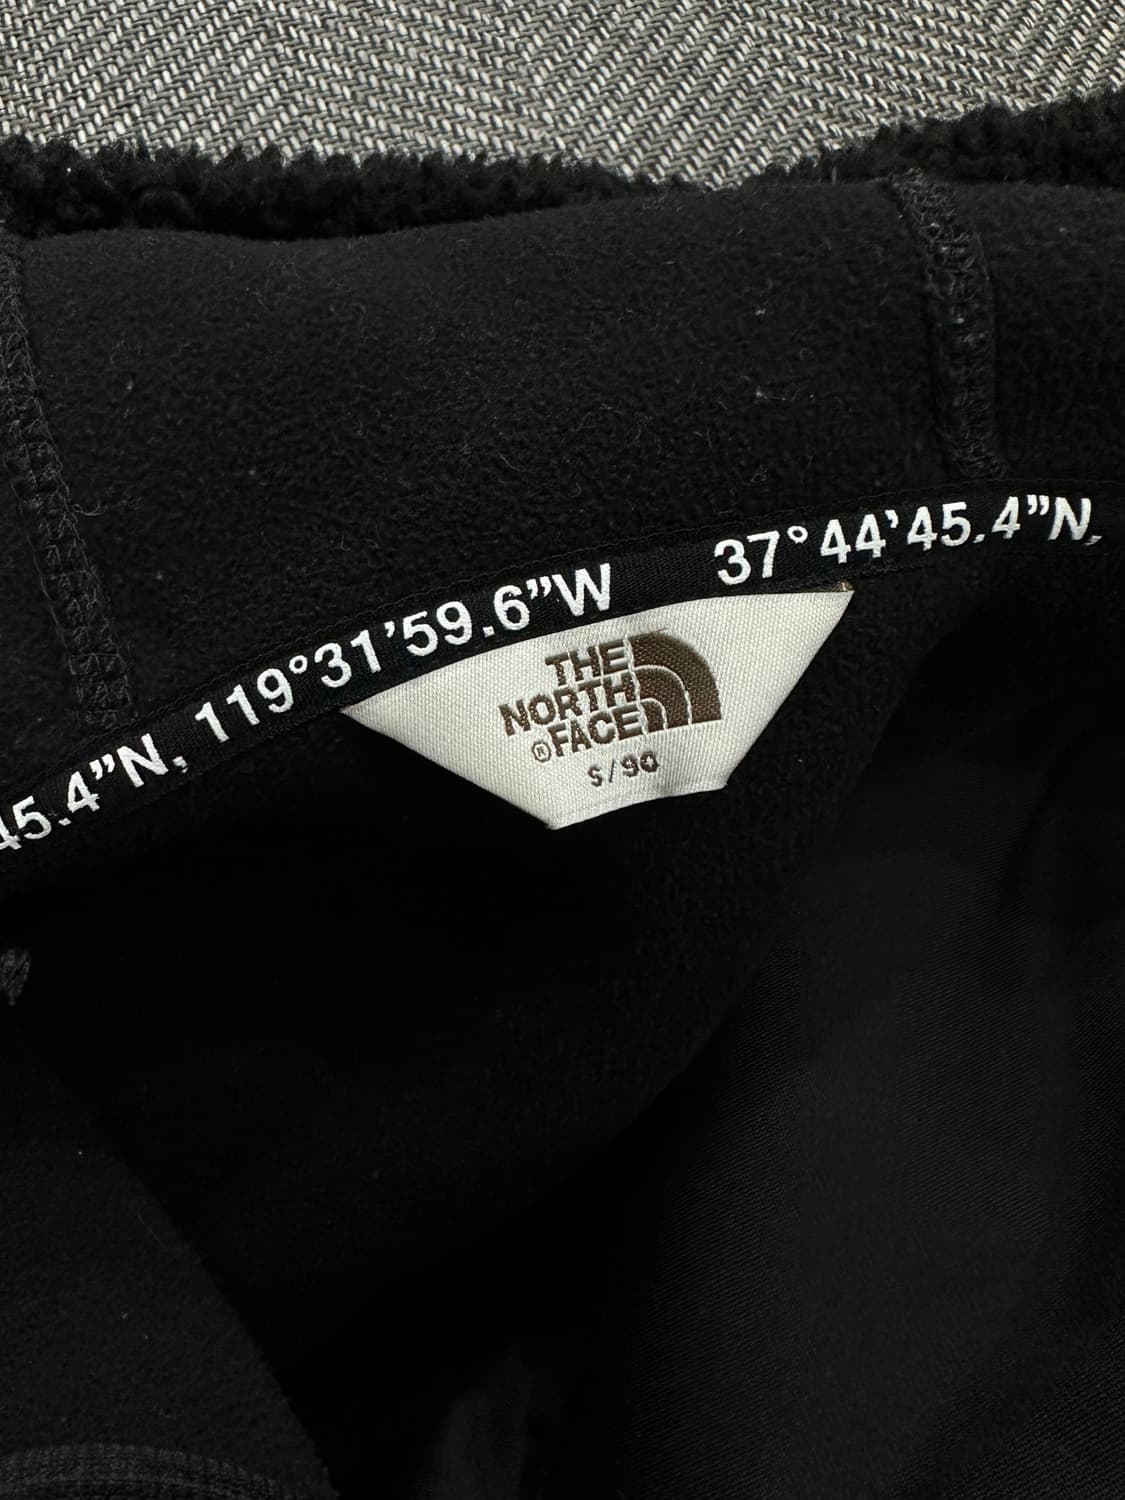 45.4”N, 119°31’59.6”W 37°44’45.4”N,
THE
NORTH
®FACE
S/90